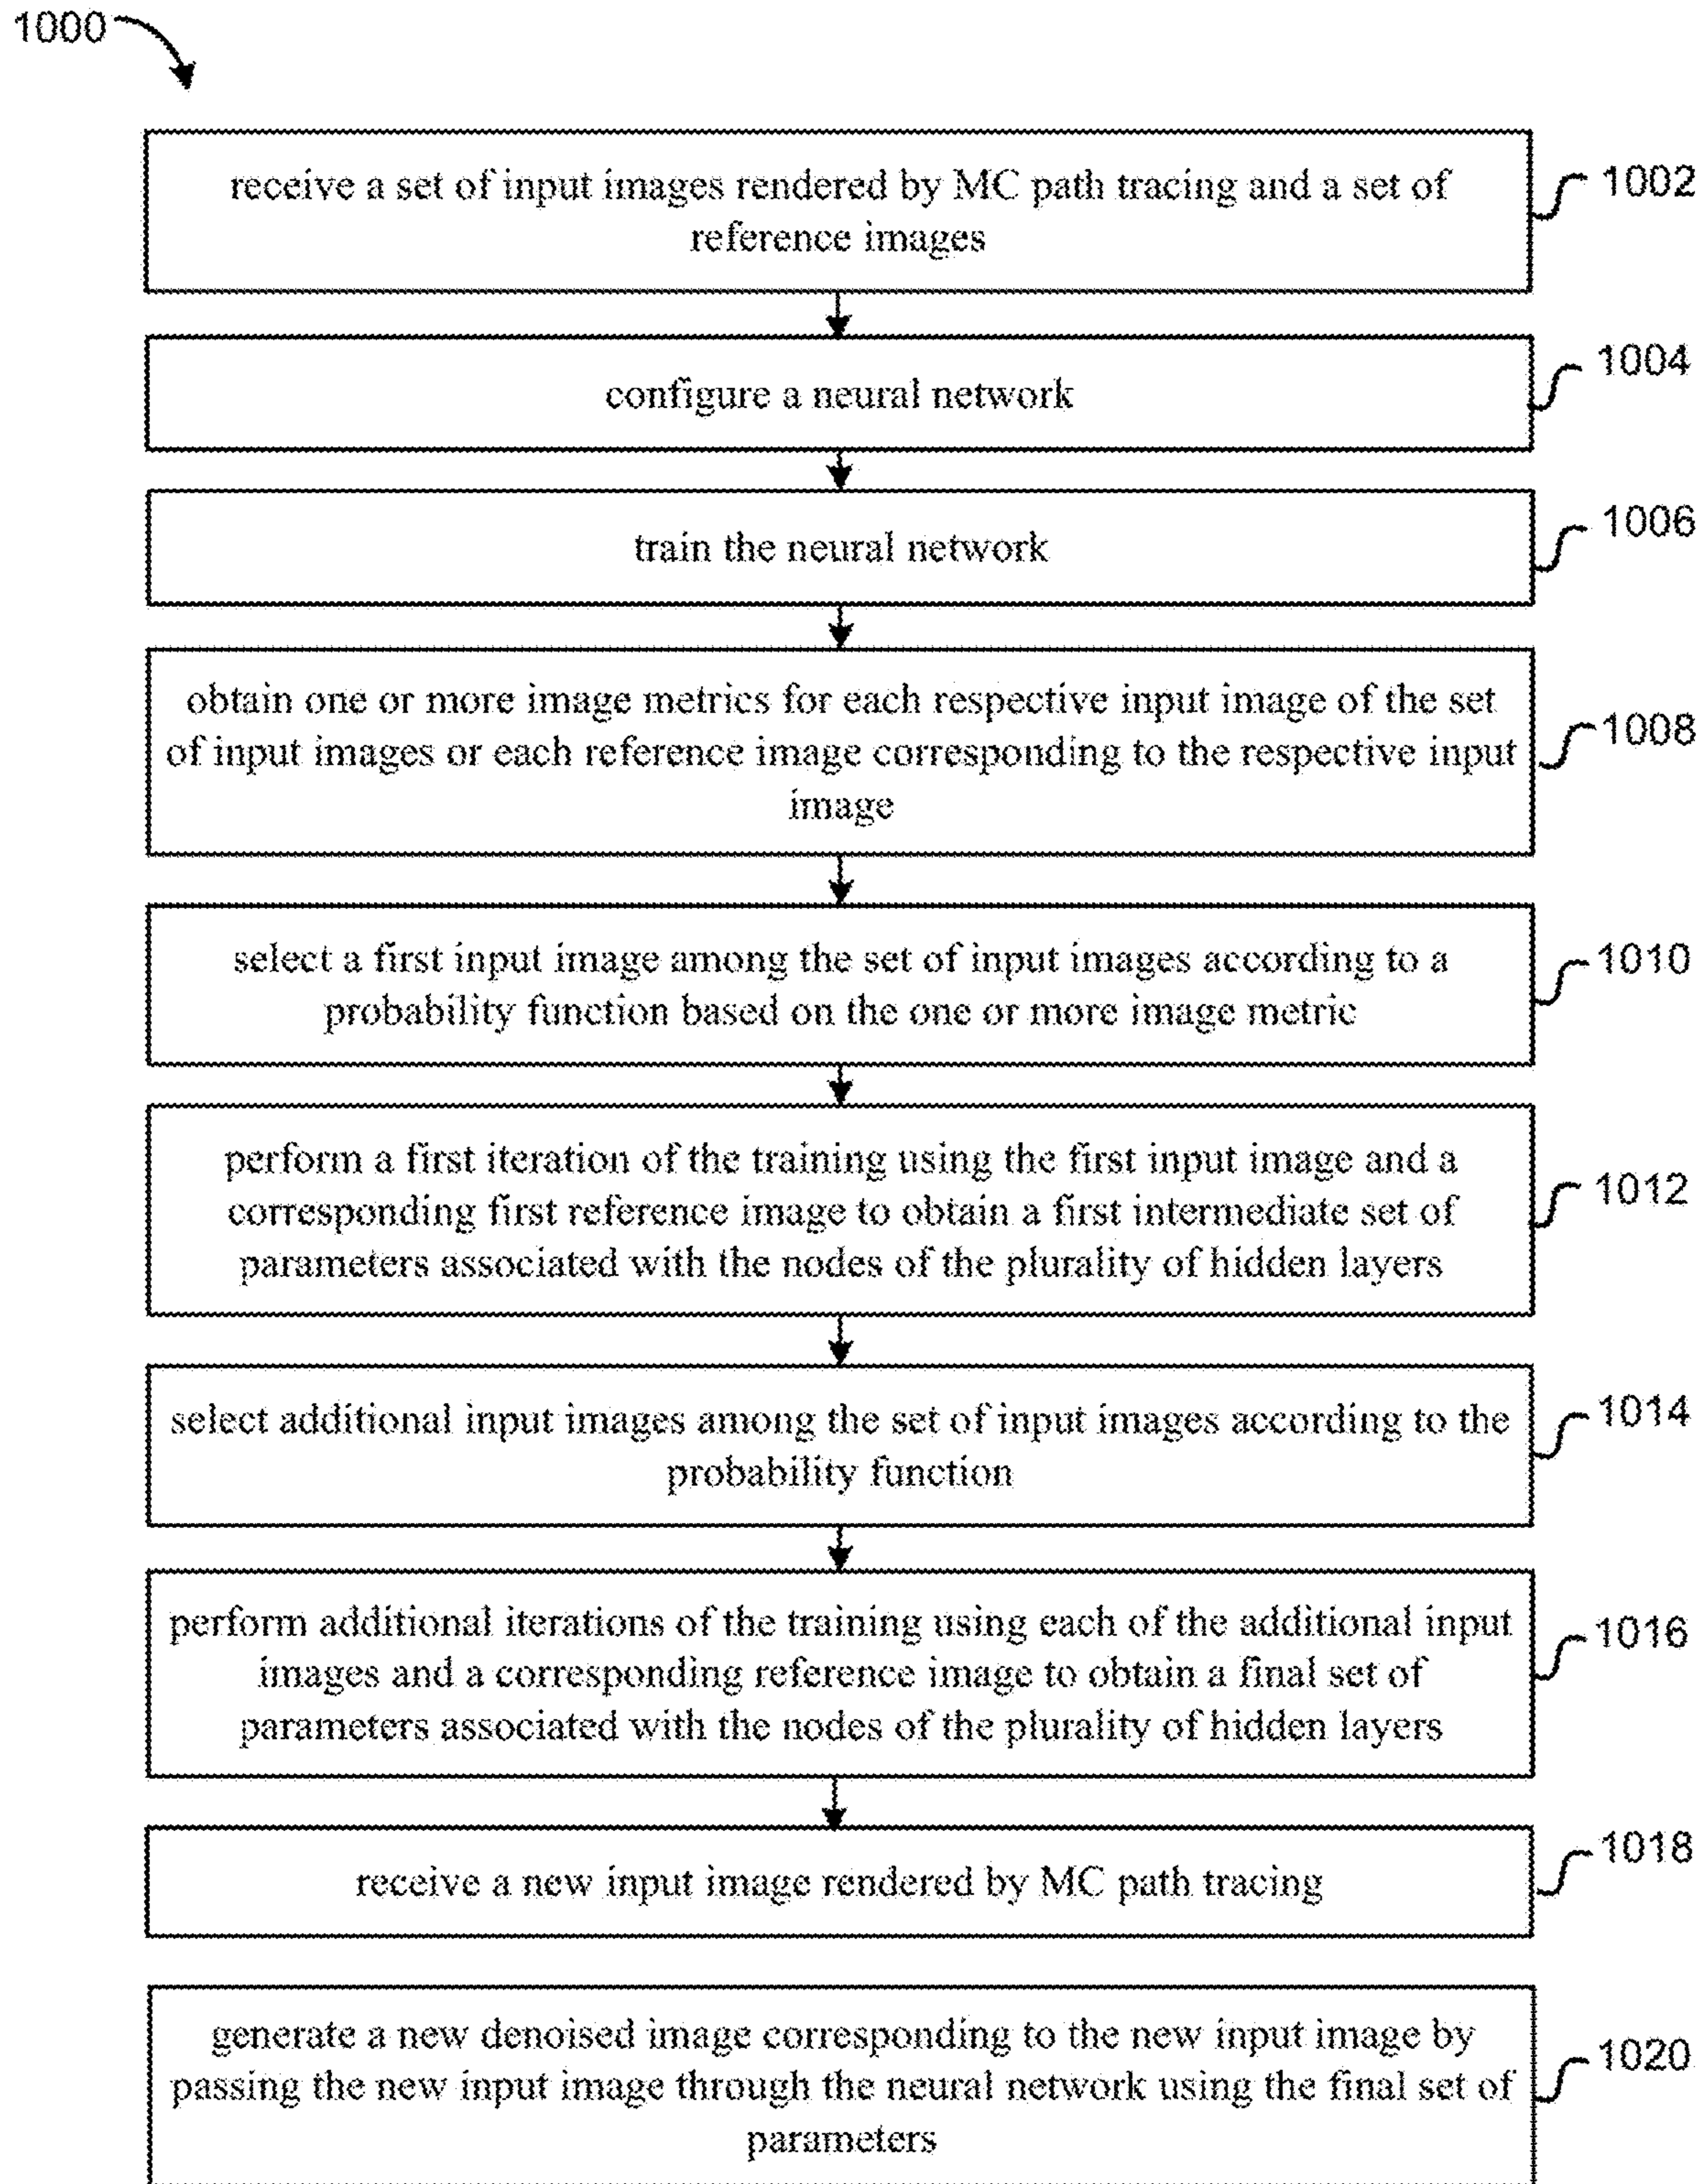 1000
receive a set of input images rendered by MC path tracing and a set of
reference images
1002
configure a neural network
1004
train the neural network
1006
obtain one or more image metrics for each respective input image of the set
of input images or each reference image corresponding to the respective input
image
1008
select a first input image among the set of input images according to a
probability function based on the one or more image metric
1010
perform a first iteration of the training using the first input image and a
corresponding first reference image to obtain a first intermediate set of
parameters associated with the nodes of the plurality of hidden layers
1012
select additional input images among the set of input images according to the
probability function
1014
perform additional iterations of the training using each of the additional input
images and a corresponding reference image to obtain a final set of
parameters associated with the nodes of the plurality of hidden layers
1016
receive a new input image rendered by MC path tracing
1018
generate a new denoised image corresponding to the new input image by
passing the new input image through the neural network using the final set of
parameters
1020